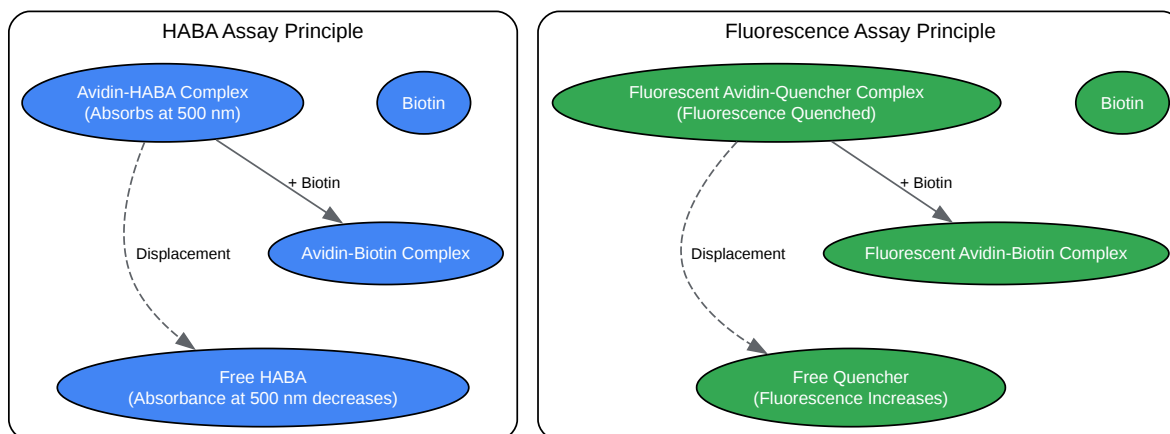 HABA Assay Principle
Avidin-HABA Complex
(Absorbs at 500 nm)
Biotin
+ Biotin
Displacement
Avidin-Biotin Complex
Free HABA
(Absorbance at 500 nm decreases)
Fluorescence Assay Principle
Fluorescent Avidin-Quencher Complex
(Fluorescence Quenched)
Biotin
+ Biotin
Displacement
Fluorescent Avidin-Biotin Complex
Free Quencher
(Fluorescence Increases)